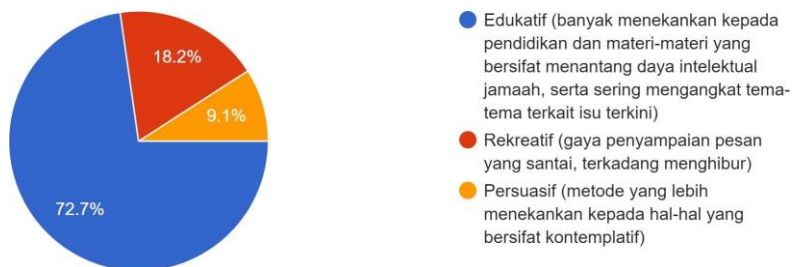 18.2%
9.1%
72.7%
Edukatif (banyak menekankan kepada
pendidikan dan materi-materi yang
bersifat menantang daya intelektual
jamaah, serta sering mengangkat tema-
tema terkait isu terkini)
Rekreatif (gaya penyampaian pesan
yang santai, terkadang menghibur)
Persuasif (metode yang lebih
menekankan kepada hal-hal yang
bersifat kontemplatif)